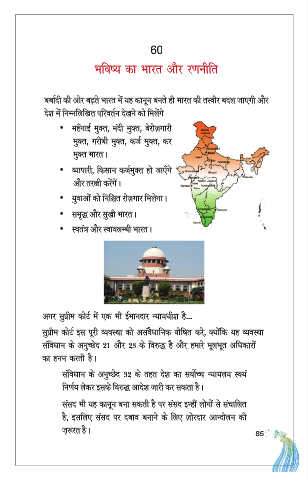 60
भविष्य का भारत और रणनीति
बर्बादी की ओर बढ़ते भारत में यह कानून बनते ही भारत की तस्वीर बदल जाएगी और
देश में निम्नलिखित परिवर्तन देखने को मिलेंगे
• महंगाई मुक्त, मंदी मुक्त, बेरोज़गारी
मुक्त, गरीबी मुक्त, कर्ज मुक्त, कर
मुक्त भारत।
• व्यापारी, किसान कर्जमुक्त हो जाएँगे
और तरक्की करेंगे।
• युवाओं को निश्चित रोज़गार मिलेगा।
• समृद्ध और सुखी भारत।
• स्वतंत्र और स्वावलम्बी भारत।
अगर सुप्रीम कोर्ट में एक भी ईमानदार न्यायाधीश है...
सुप्रीम कोर्ट इस पूरी व्यवस्था को असंवैधानिक घोषित करे, क्योंकि यह व्यवस्था
संविधान के अनुच्छेद 21 और 25 के विरुद्ध है और हमारे मूलभूत अधिकारों
का हनन करती है।
संविधान के अनुच्छेद 32 के तहत देश का सर्वोच्च न्यायालय स्वयं
निर्णय लेकर इसके विरुद्ध आदेश जारी कर सकता है।
संसद भी यह कानून बना सकती है पर संसद इन्हीं लोगों से संचालित
है, इसलिए संसद पर दबाव बनाने के लिए ज़ोरदार आन्दोलन की
ज़रूरत है।
85